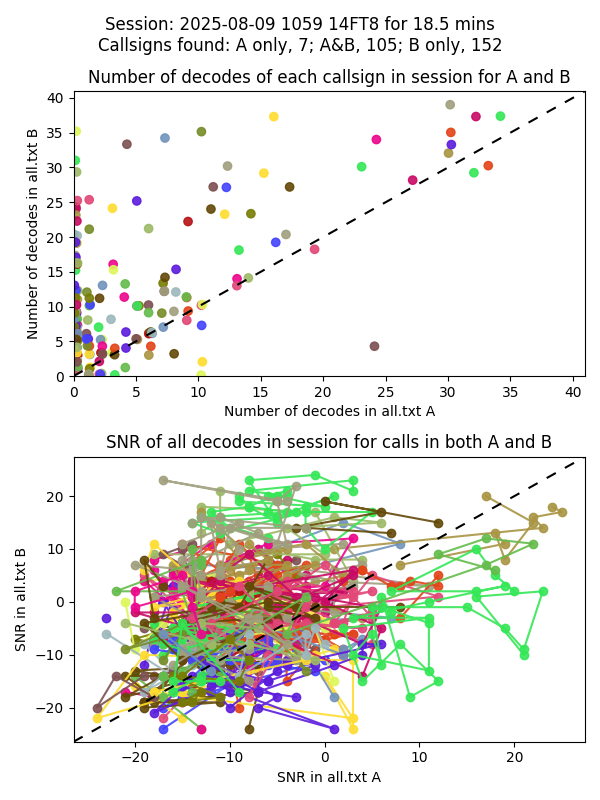 Session: 2025-08-09 1059 14FT8 for 18.5 mins
Callsigns found: A only, 7; A&B, 105; B only, 152
Number of decodes of each callsign in session for A and B
Number of decodes in all.txt B
40
35
30
25
20
15
10
5
0
0 5 10 15 20 25 30 35 40
Number of decodes in all.txt A
SNR of all decodes in session for calls in both A and B
SNR in all.txt B
20
10
0
−10
−20
−20 −10 0 10 20
SNR in all.txt A